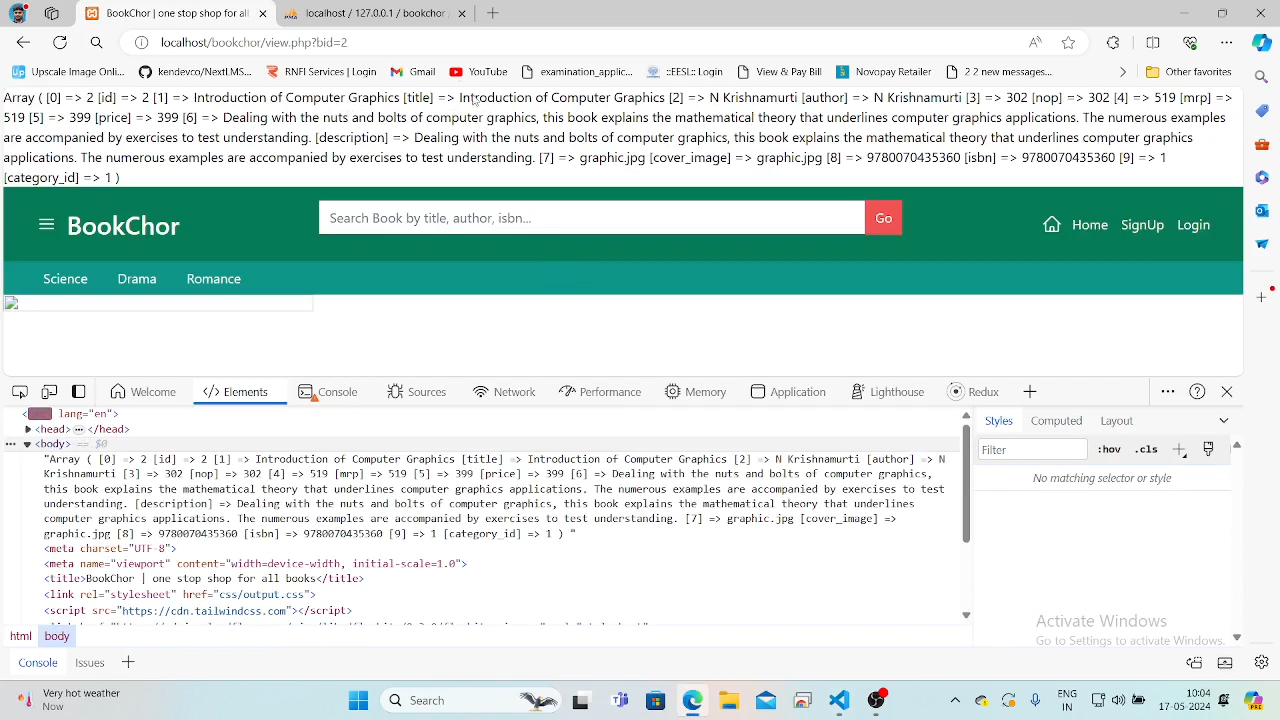 BookChor | one stop shop for all
localhost / 127.0.0.1 / bookchor
localhost/bookchor/view.php?bid=2
Upscale Image Onl...
kendorr/NextLMS...
RNFI Services | Login
Gmail
YouTube
examination_applic...
::EESL:: Login
View & Pay Bill
Novopay Retailer
2 2 new messages...
Other favorites
Array ( [0] => 2 [id] => 2 [1] => Introduction of Computer Graphics [title] => Introduction of Computer Graphics [2] => N Krishnamurti [author] => N Krishnamurti [3] => 302 [nop] => 302 [4] => 519 [mrp] =>
519 [5] => 399 [price] => 399 [6] => Dealing with the nuts and bolts of computer graphics, this book explains the mathematical theory that underlines computer graphics applications. The numerous examples
are accompanied by exercises to test understanding. [description] => Dealing with the nuts and bolts of computer graphics, this book explains the mathematical theory that underlines computer graphics
applications. The numerous examples are accompanied by exercises to test understanding. [7] => graphic.jpg [cover_image] => graphic.jpg [8] => 9780070435360 [isbn] => 9780070435360 [9] => 1
[category_id] => 1 )
BookChor
Search Book by title, author, isbn...
Go
Home
SignUp
Login
Science
Drama
Romance
Welcome
Elements
Console
Sources
Network
Performance
Memory
Application
Lighthouse
Redux
lang="en">
<head> </head>
<body> == $0
"Array ( [0] => 2 [id] => 2 [1] => Introduction of Computer Graphics [title] => Introduction of Computer Graphics [2] => N Krishnamurti [author] => N
Krishnamurti [3] => 302 [nop] => 302 [4] => 519 [mrp] => 519 [5] => 399 [price] => 399 [6] => Dealing with the nuts and bolts of computer graphics,
this book explains the mathematical theory that underlines computer graphics applications. The numerous examples are accompanied by exercises to test
understanding. [description] => Dealing with the nuts and bolts of computer graphics, this book explains the mathematical theory that underlines
computer graphics applications. The numerous examples are accompanied by exercises to test understanding. [7] => graphic.jpg [cover_image] =>
graphic.jpg [8] => 9780070435360 [isbn] => 9780070435360 [9] => 1 [category_id] => 1 ) "
<meta charset="UTF-8">
<meta name="viewport" content="width=device-width, initial-scale=1.0">
<title>BookChor | one stop shop for all books</title>
<link rel="stylesheet" href="css/output.css">
<script src="https://cdn.tailwindcss.com"></script>
html
body
Styles
Computed
Layout
Filter
:hov
.cls
No matching selector or style
Activate Windows
Go to Settings to activate Windows.
Console
Issues
Very hot weather
Now
Search
ENG
IN
10:04
17-05-2024